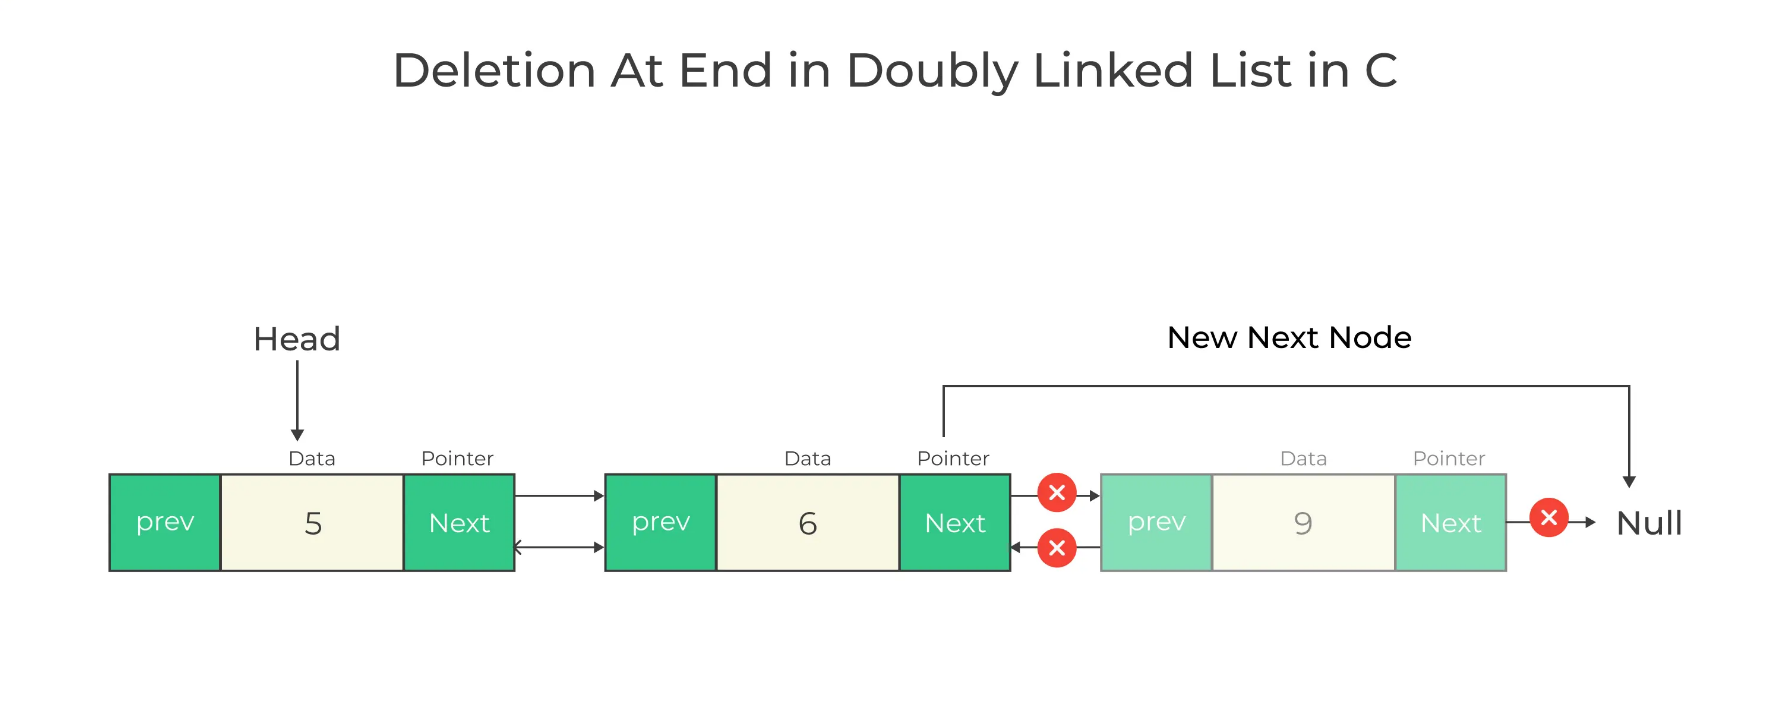 Deletion At End in Doubly Linked List in C
Head
New Next Node
Data Pointer Data Pointer Data Pointer
prev 5 Next prev 6 Next prev 9 Next Null